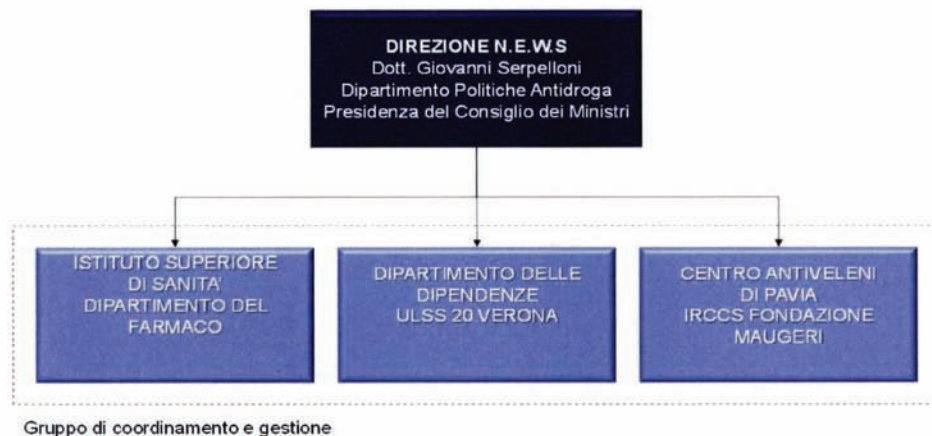 DIREZIONE N.E.W.S
Dott. Giovanni Serpelloni
Dipartimento Politiche Antidroga
Presidenza del Consiglio dei Ministri
ISTITUTO SUPERIORE
DI SANITA'
DIPARTIMENTO DEL
FARMACO
DIPARTIMENTO DELLE
DIPENDENZE
ULSS 20 VERONA
CENTRO ANTIVELENI
DI PAVIA
IRCCS FONDAZIONE
MAUGERI
Gruppo di coordinamento e gestione